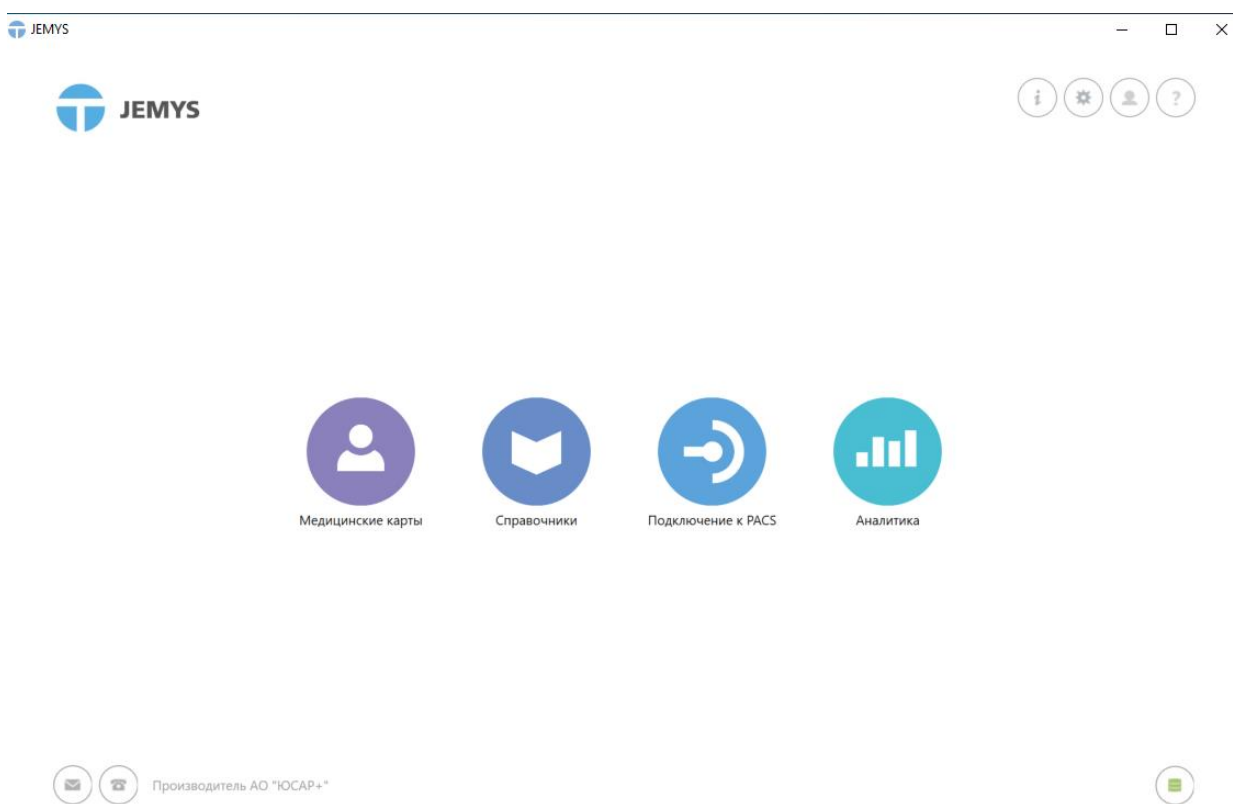 JEMYS
JEMYS
i
?
Медицинские карты
Справочники
Подключение к PACS
Аналитика
Производитель АО "ЮСАР+"